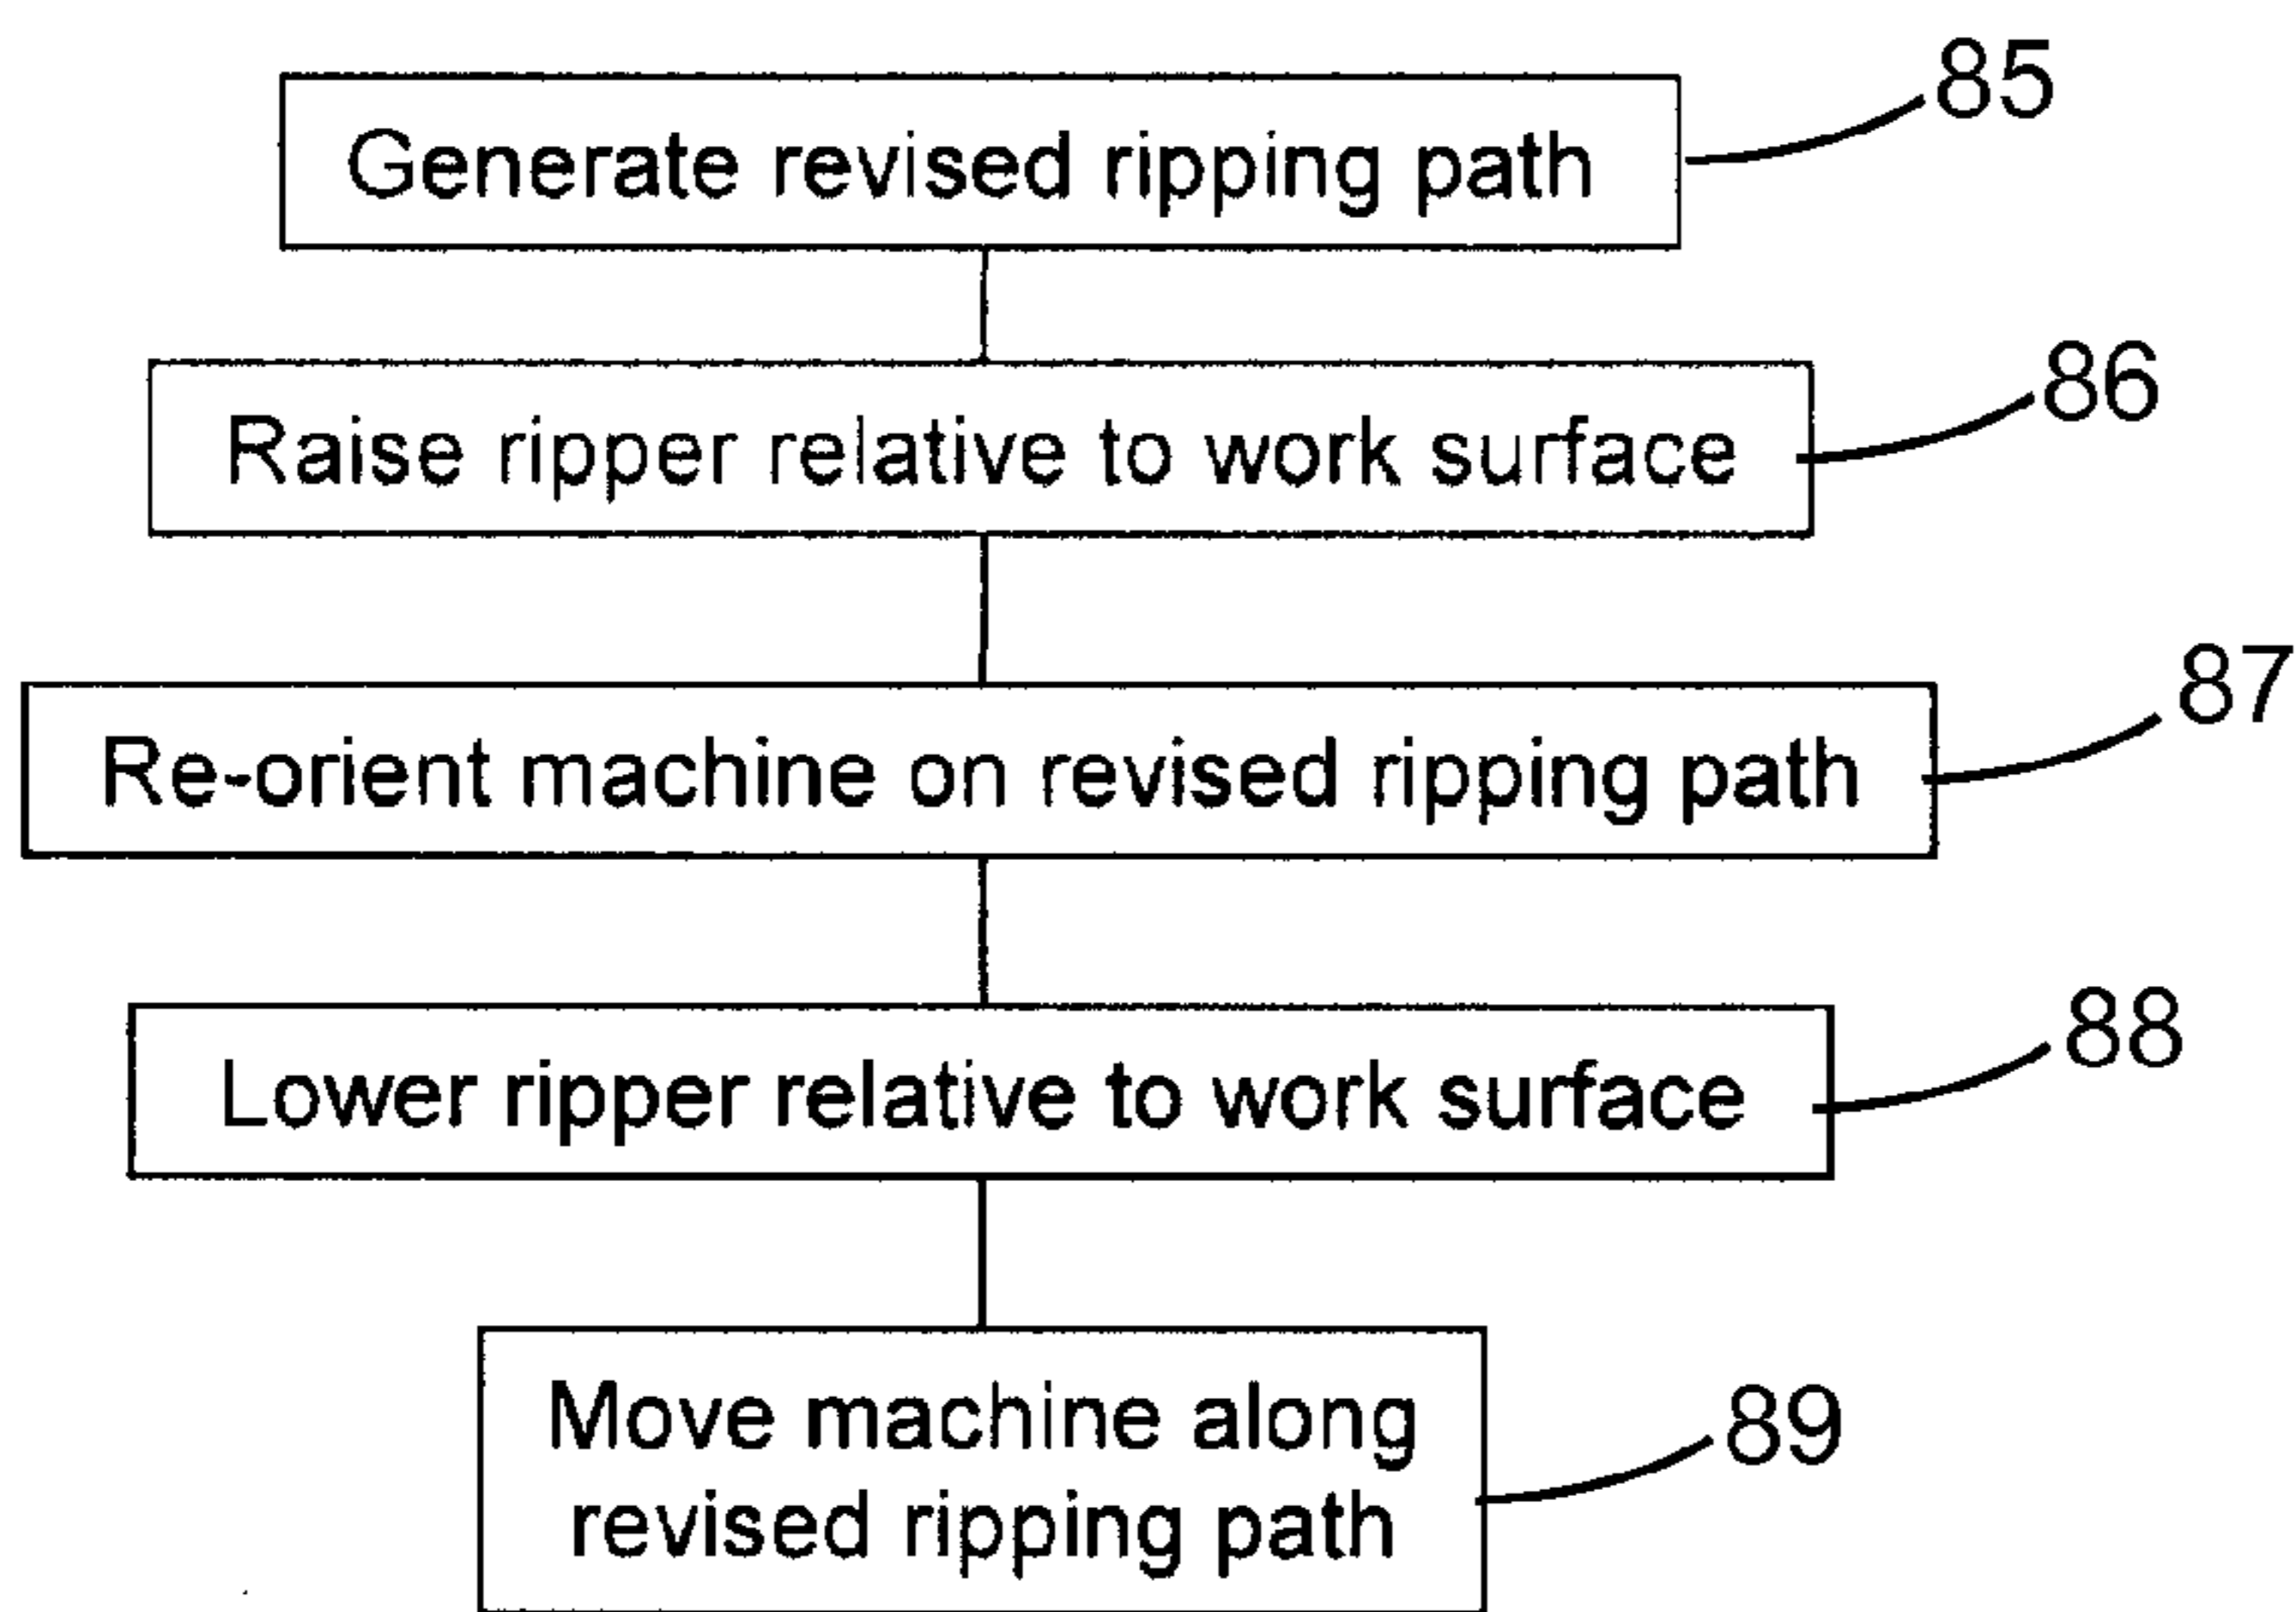 Generate revised ripping path
85
Raise ripper relative to work surface
86
Re-orient machine on revised ripping path
87
Lower ripper relative to work surface
88
Move machine along
revised ripping path
89